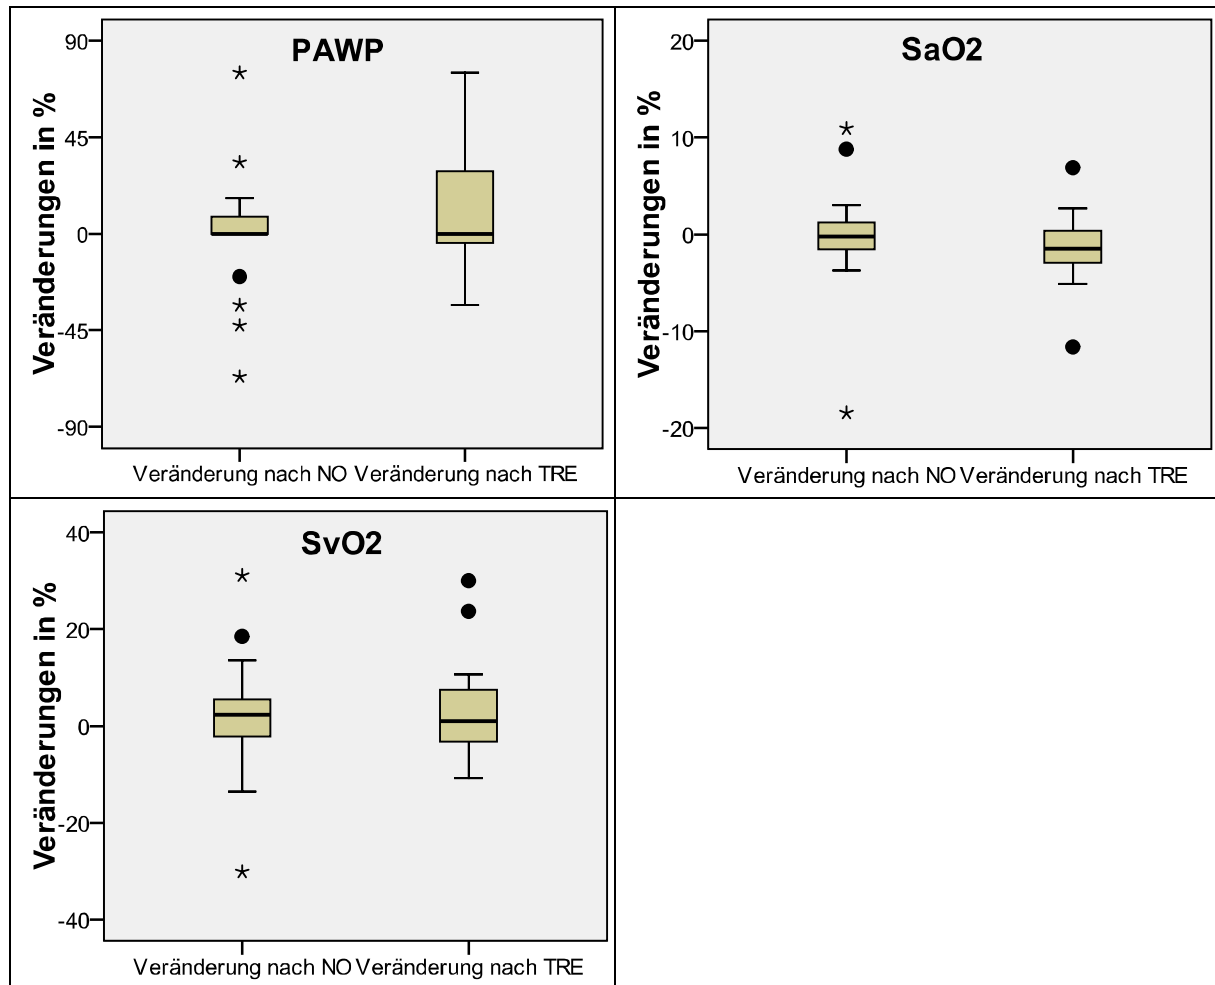 PAWP
Veränderungen in %
90
45
0
-45
-90
Veränderung nach NO Veränderung nach TRE
SaO2
Veränderungen in %
20
10
0
-10
-20
Veränderung nach NO Veränderung nach TRE
SvO2
Veränderungen in %
40
20
0
-20
-40
Veränderung nach NO Veränderung nach TRE